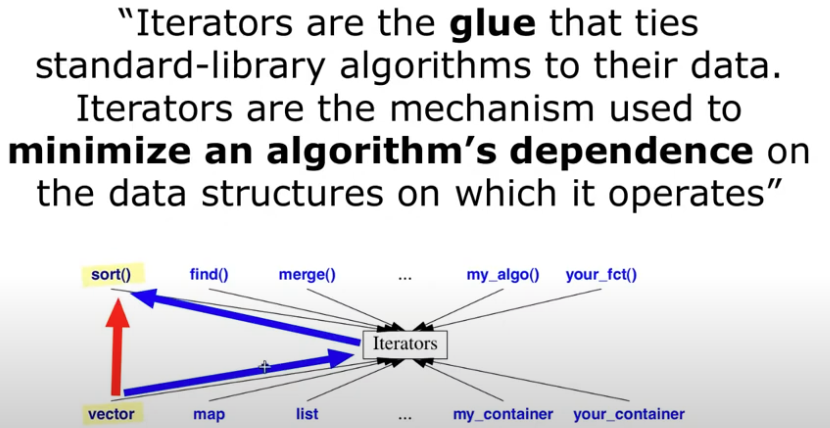 “Iterators are the glue that ties
standard-library algorithms to their data.
Iterators are the mechanism used to
minimize an algorithm’s dependence on
the data structures on which it operates”
sort() find() merge() ... my_algo() your_fct()
Iterators
vector map list ... my_container your_container